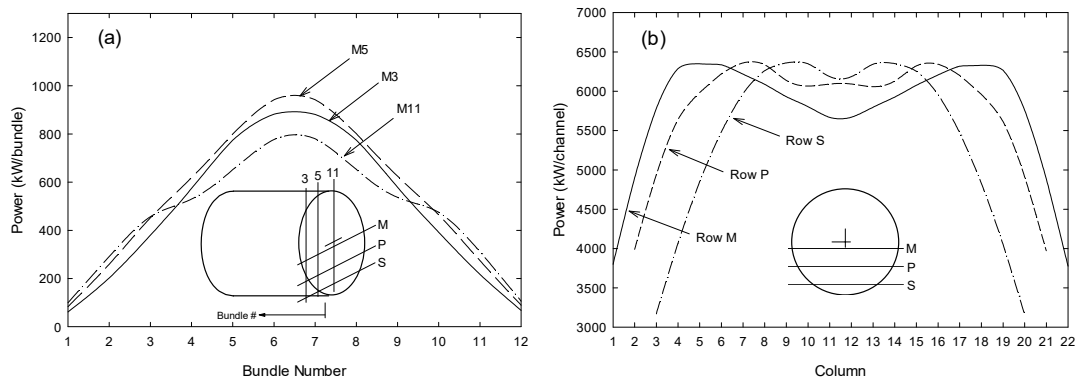 (a)
M5
M3
M11
3 5 11
M
P
S
Bundle #
Power (kW/bundle)
1200
1000
800
600
400
200
0
1 2 3 4 5 6 7 8 9 10 11 12
Bundle Number
(b)
Row S
Row P
Row M
M
P
S
Power (kW/channel)
7000
6500
6000
5500
5000
4500
4000
3500
3000
1 2 3 4 5 6 7 8 9 10 11 12 13 14 15 16 17 18 19 20 21 22
Column